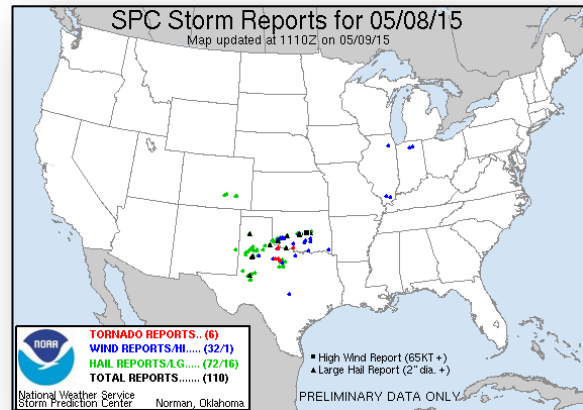 SPC Storm Reports for 05/08/15
Map updated at 1110Z on 05/09/15
TORNADO REPORTS.. (6)
WIND REPORTS/HI..... (32/1)
HAIL REPORTS/LG..... (72/16)
TOTAL REPORTS....... (110)
NOAA
National Weather Service
Storm Prediction Center Norman, Oklahoma
High Wind Report (65KT +)
Large Hail Report (2" dia. +)
PRELIMINARY DATA ONLY